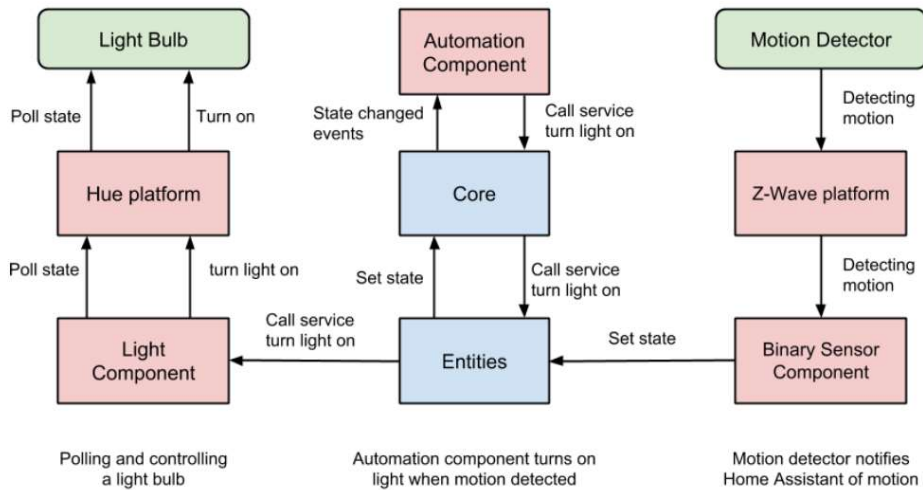 Light Bulb
Automation
Component
Motion Detector
Poll state
Turn on
State changed
events
Call service
turn light on
Detecting
motion
Hue platform
Core
Z-Wave platform
Poll state
turn light on
Set state
Call service
turn light on
Detecting
motion
Call service
turn light on
Set state
Light
Component
Entities
Binary Sensor
Component
Polling and controlling
a light bulb
Automation component turns on
light when motion detected
Motion detector notifies
Home Assistant of motion